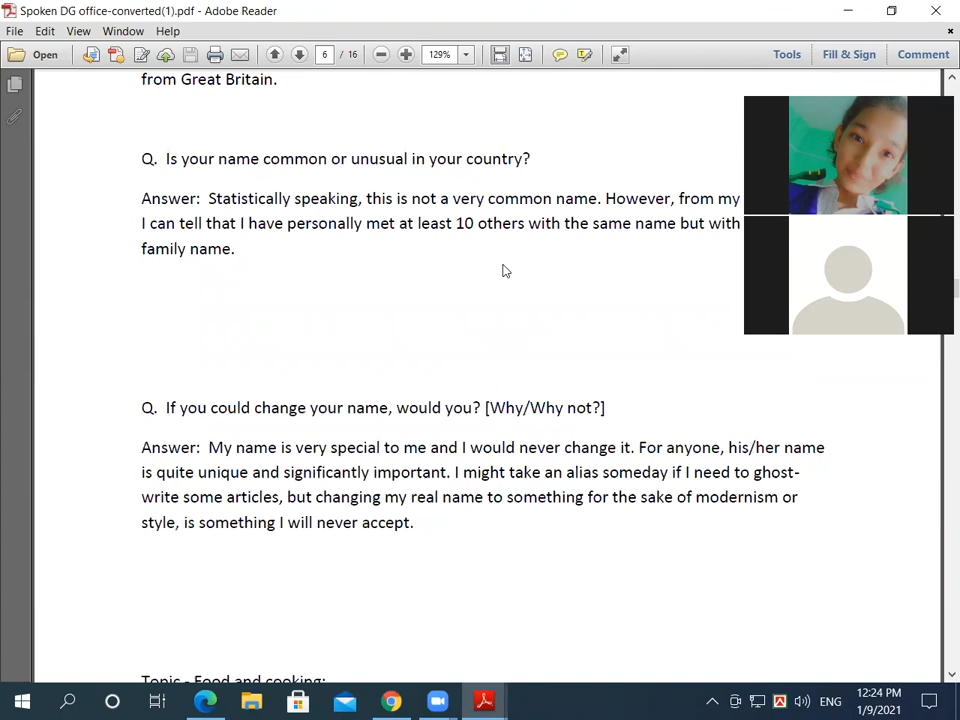 Spoken DG office-converted(1).pdf - Adobe Reader
File Edit View Window Help
Open 6 / 16 129% Tools Fill & Sign Comment
from Great Britain.
Q. Is your name common or unusual in your country?
Answer: Statistically speaking, this is not a very common name. However, from my
I can tell that I have personally met at least 10 others with the same name but with
family name.
Q. If you could change your name, would you? [Why/Why not?]
Answer: My name is very special to me and I would never change it. For anyone, his/her name
is quite unique and significantly important. I might take an alias someday if I need to ghost-
write some articles, but changing my real name to something for the sake of modernism or
style, is something I will never accept.
Topic - Food and cooking:
ENG
12:24 PM
1/9/2021